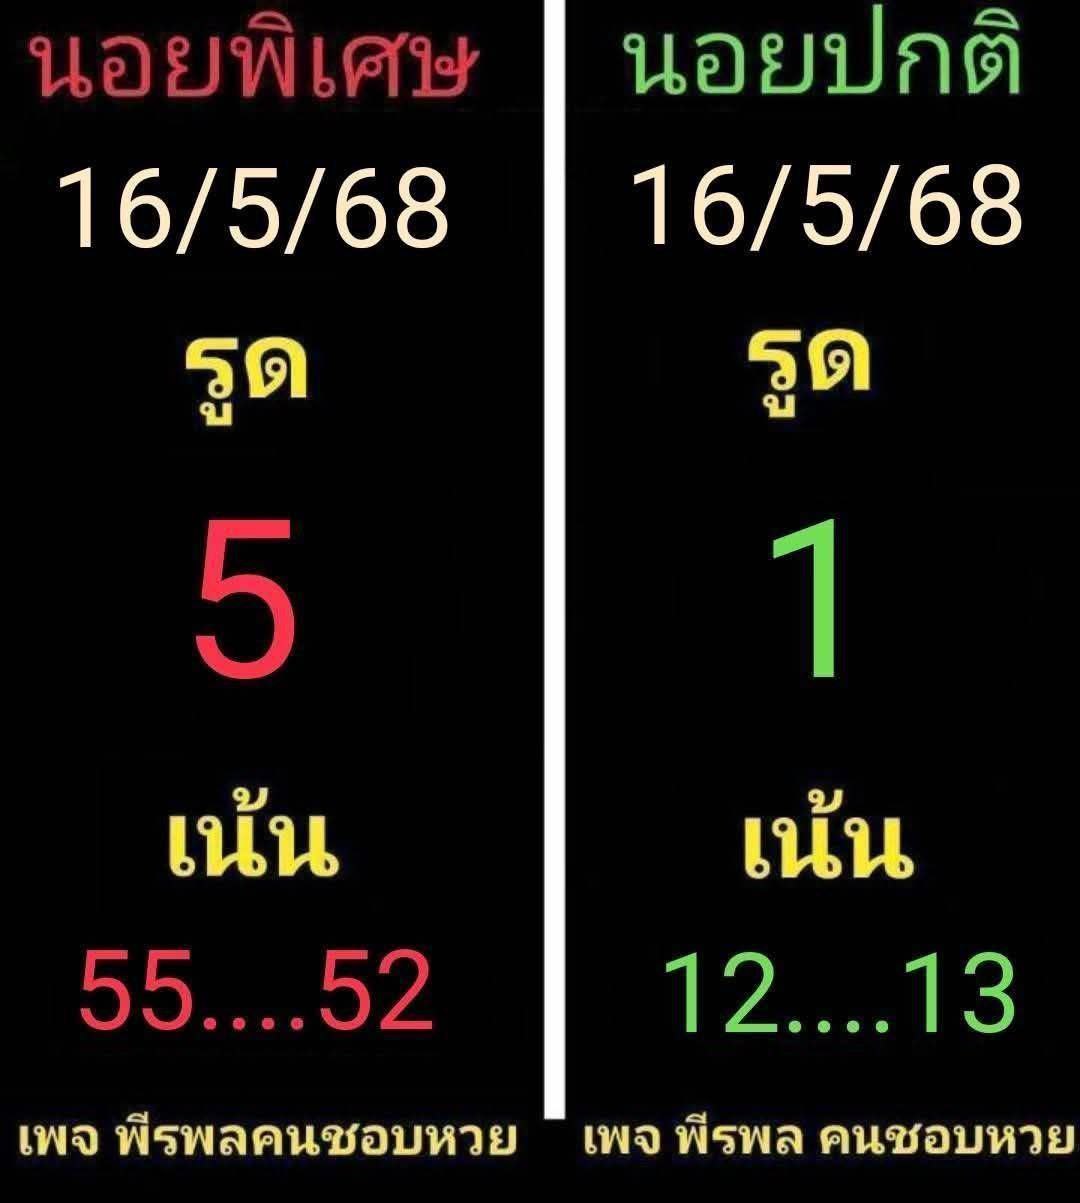 นอยพิเศษ
16/5/68
รูด
5
เน้น
55....52
เพจ พีรพลคนชอบหวย
นอยปกติ
16/5/68
รูด
1
เน้น
12....13
เพจ พีรพล คนชอบหวย